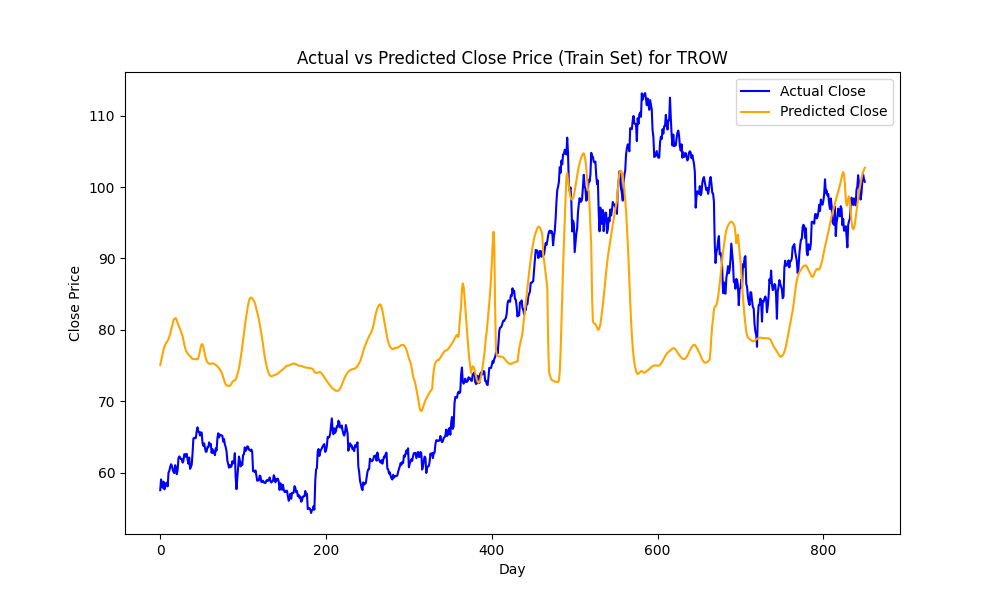 Actual vs Predicted Close Price (Train Set) for TROW
Actual Close
Predicted Close
Close Price
110
100
90
80
70
60
0
200
400
600
800
Day